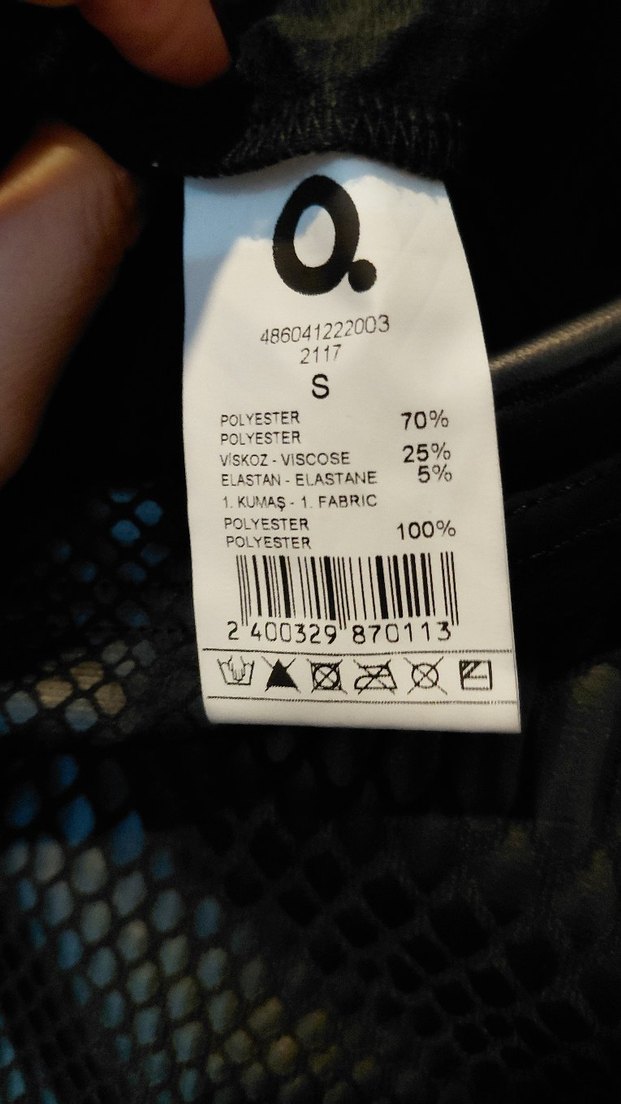 O.
486041222003
2117
S
POLYESTER 70%
POLYESTER
VİSKOZ - VISCOSE 25%
ELASTAN - ELASTANE 5%
1. KUMAŞ - 1. FABRIC
POLYESTER 100%
POLYESTER
2 400329 870113